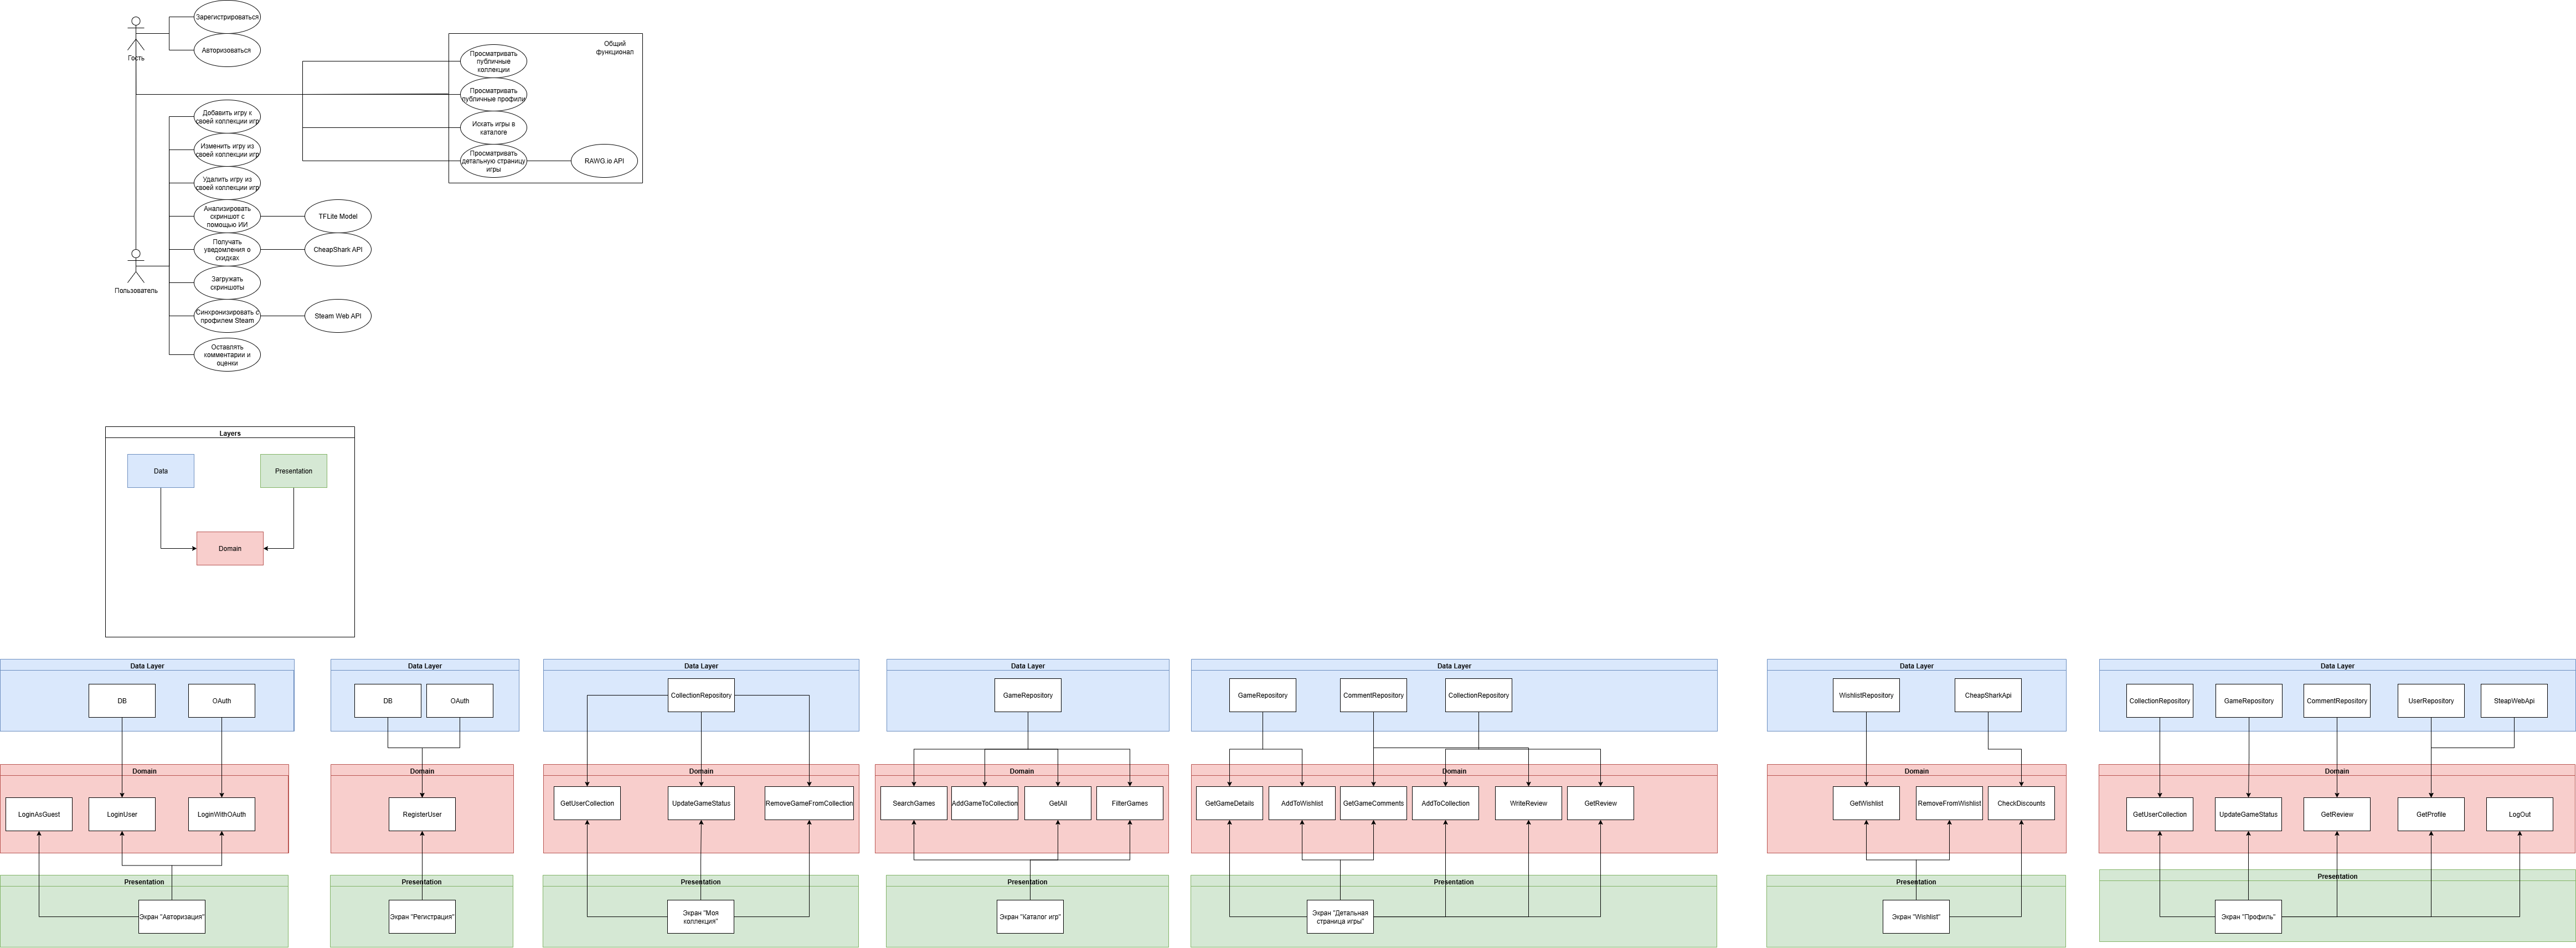 Зарегистрироваться
Авторизоваться
Гость
Общий
функционал
Просматривать
публичные
коллекции
Просматривать
публичные профили
Искать игры в
каталоге
Просматривать
детальную страницу
игры
RAWG.io API
Добавить игру к
своей коллекции игр
Изменить игру из
своей коллекции игр
Удалить игру из
своей коллекции игр
Анализировать
скриншот с
помощью ИИ
TFLite Model
Получать
уведомления о
скидках
CheapShark API
Пользователь
Загружать
скриншоты
Синхронизировать с
профилем Steam
Steam Web API
Оставлять
комментарии и
оценки
Layers
Data
Presentation
Domain
Data Layer
DB
OAuth
Domain
LoginAsGuest
LoginUser
LoginWithOAuth
Presentation
Экран "Авторизация"
Data Layer
DB
OAuth
Domain
RegisterUser
Presentation
Экран "Регистрация"
Data Layer
CollectionRepository
Domain
GetUserCollection
UpdateGameStatus
RemoveGameFromCollection
Presentation
Экран "Моя
коллекция"
Data Layer
GameRepository
Domain
SearchGames
AddGameToCollection
GetAll
FilterGames
Presentation
Экран "Каталог игр"
Data Layer
GameRepository
CommentRepository
CollectionRepository
Domain
GetGameDetails
AddToWishlist
GetGameComments
AddToCollection
WriteReview
GetReview
Presentation
Экран "Детальная
страница игры"
Data Layer
WishlistRepository
CheapSharkApi
Domain
GetWishlist
RemoveFromWishlist
CheckDiscounts
Presentation
Экран "Wishlist"
Data Layer
CollectionRepository
GameRepository
CommentRepository
UserRepository
SteapWebApi
Domain
GetUserCollection
UpdateGameStatus
GetReview
GetProfile
LogOut
Presentation
Экран "Профиль"